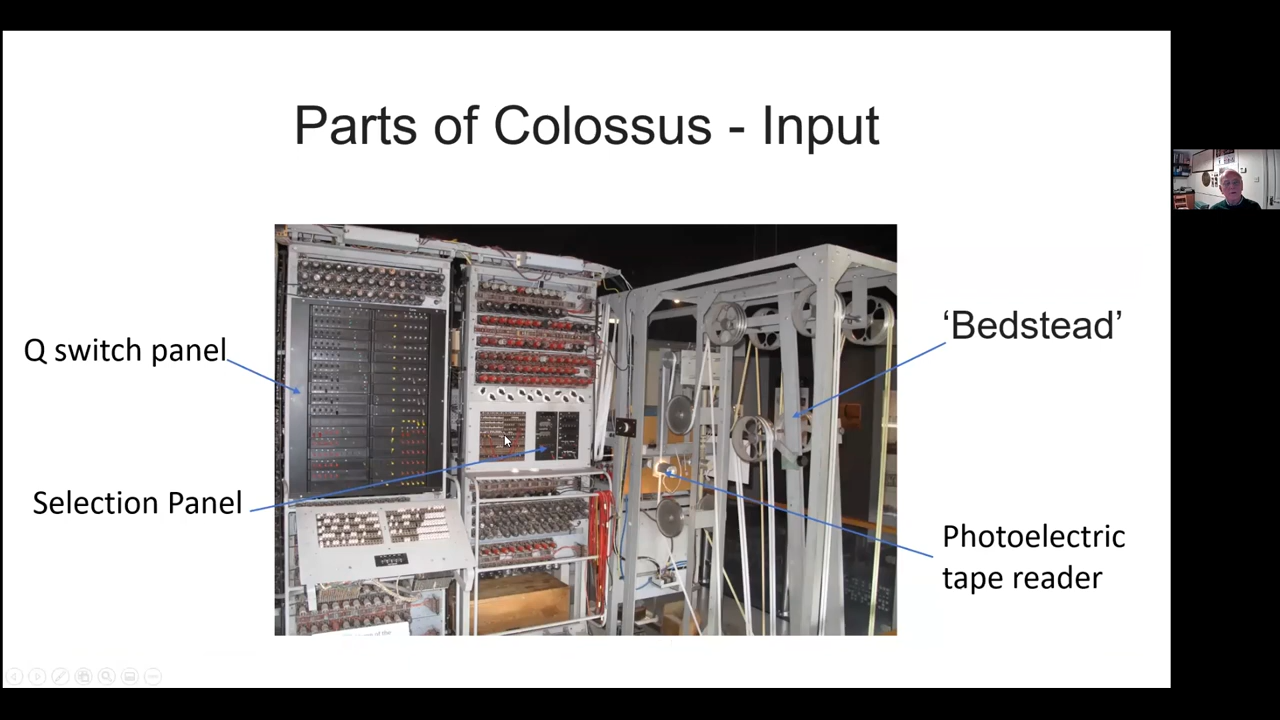 Parts of Colossus - Input
Q switch panel
Selection Panel
‘Bedstead’
Photoelectric
tape reader